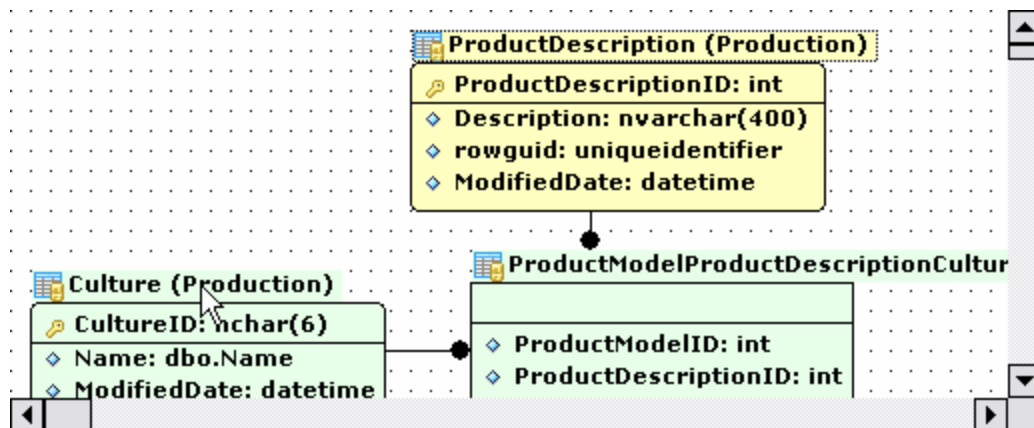 ProductDescription (Production)
ProductDescriptionID: int
Description: nvarchar(400)
rowguid: uniqueidentifier
ModifiedDate: datetime
Culture (Production)
CultureID: nchar(6)
Name: dbo.Name
ModifiedDate: datetime
ProductModelProductDescriptionCultur
ProductModelID: int
ProductDescriptionID: int